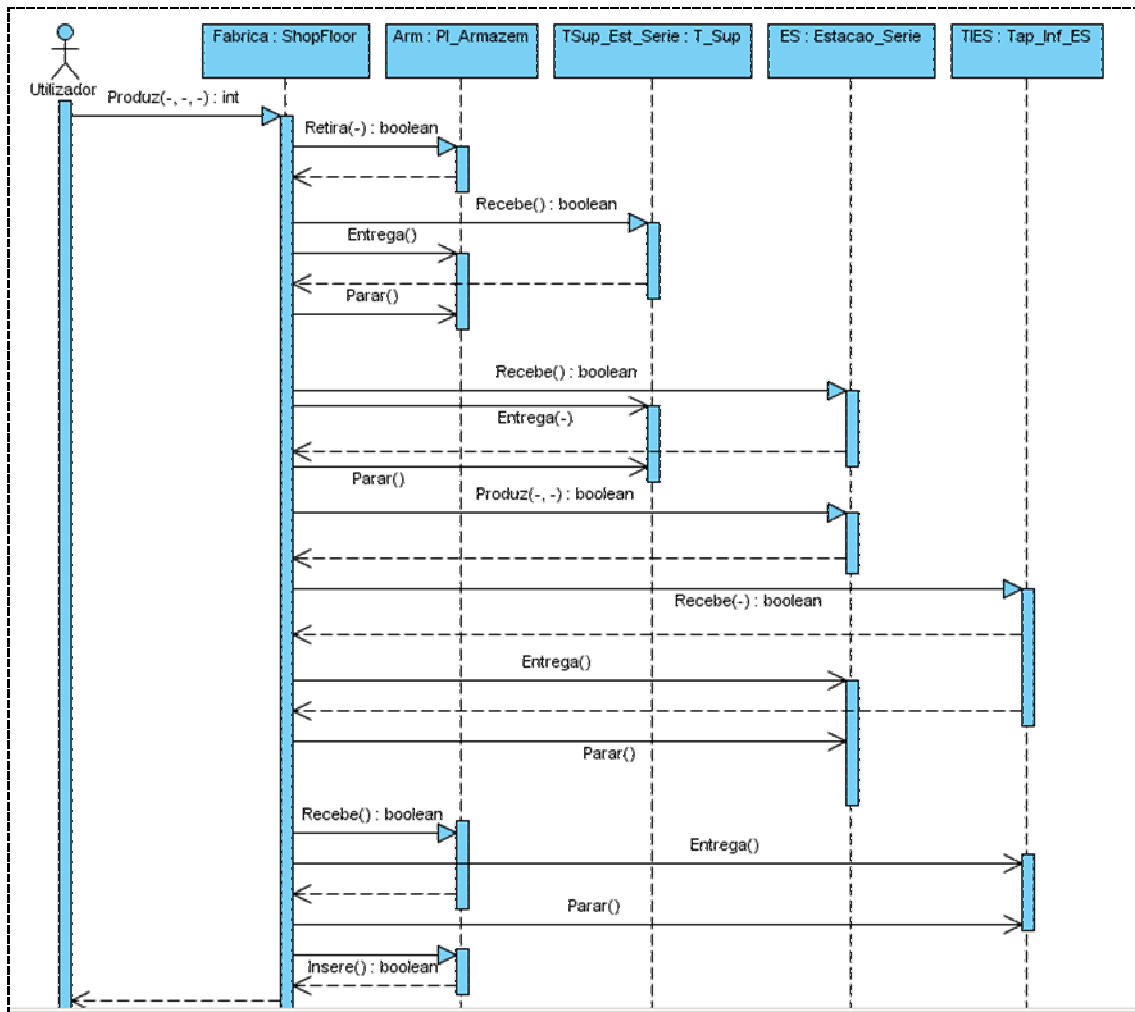 Fabrica : ShopFloor
Arm : PI_Armazem
TSup_Est_Serie : T_Sup
ES : Estacao_Serie
TIES : Tap_Inf_ES
Utilizador
Produz(-, -, -) : int
Retira(-) : boolean
Recebe() : boolean
Entrega()
Parar()
Recebe() : boolean
Entrega(-)
Parar()
Produz(-, -) : boolean
Recebe(-) : boolean
Entrega()
Parar()
Recebe() : boolean
Entrega()
Parar()
Insere() : boolean